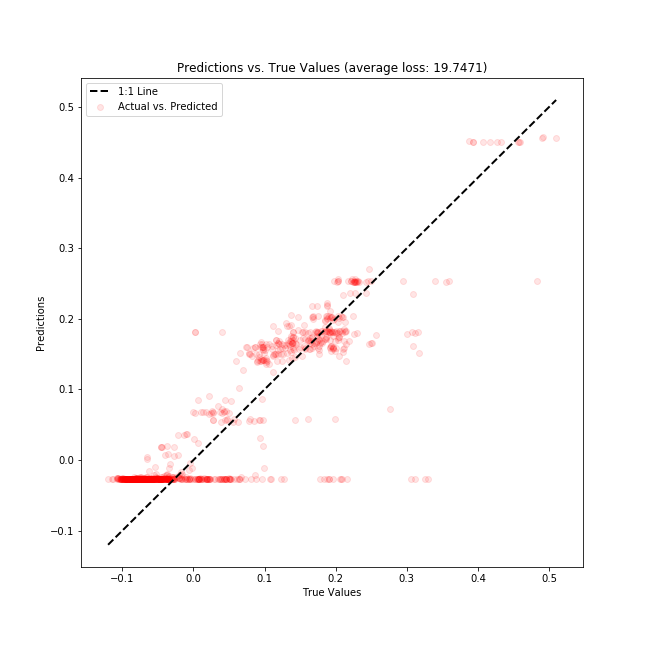 Predictions vs. True Values (average loss: 19.7471)
1:1 Line
Actual vs. Predicted
0.5
0.4
0.3
0.2
0.1
0.0
−0.1
Predictions
−0.1 0.0 0.1 0.2 0.3 0.4 0.5
True Values